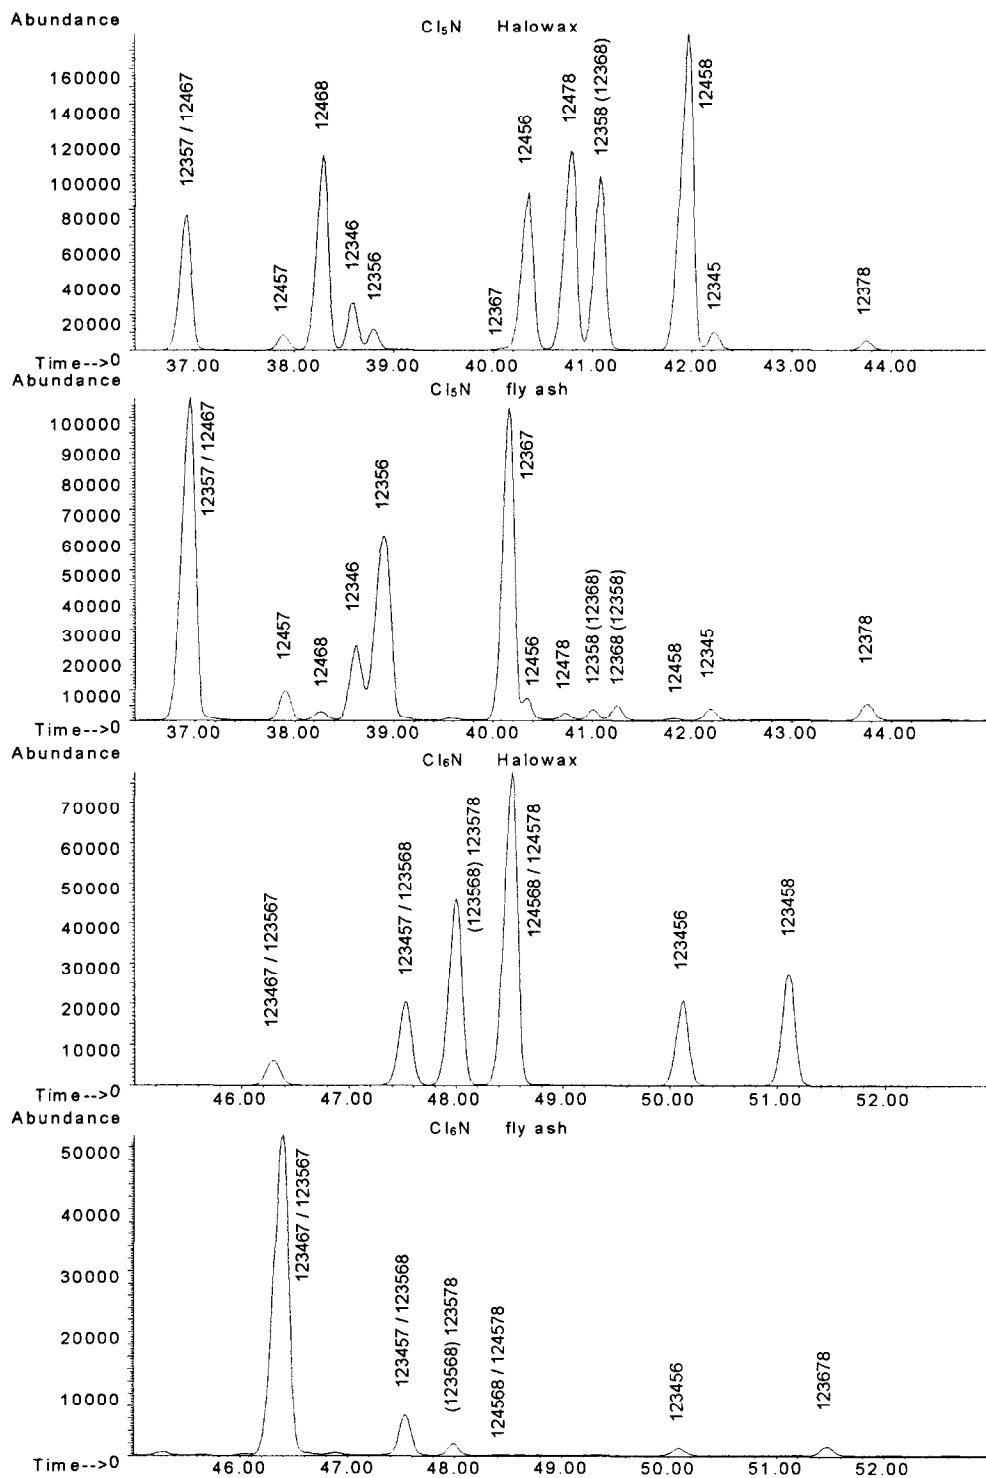 Abundance
Cl₅N Halowax
160000
140000
120000
100000
80000
60000
40000
20000
Time-->0
37.00 38.00 39.00 40.00 41.00 42.00 43.00 44.00
12357 / 12467
12457
12468
12346
12356
12367
12456
12478
12358 (12368)
12458
12345
12378
Abundance
Cl₅N fly ash
100000
90000
80000
70000
60000
50000
40000
30000
20000
10000
Time-->0
37.00 38.00 39.00 40.00 41.00 42.00 43.00 44.00
12357 / 12467
12457
12468
12346
12356
12367
12456
12478
12358 (12368)
12368 (12358)
12458
12345
12378
Abundance
Cl₆N Halowax
70000
60000
50000
40000
30000
20000
10000
Time-->0
46.00 47.00 48.00 49.00 50.00 51.00 52.00
123467 / 123567
123457 / 123568
(123568) 123578
124568 / 124578
123456
123458
Abundance
Cl₆N fly ash
50000
40000
30000
20000
10000
Time-->0
46.00 47.00 48.00 49.00 50.00 51.00 52.00
123467 / 123567
123457 / 123568
(123568) 123578
124568 / 124578
123456
123678